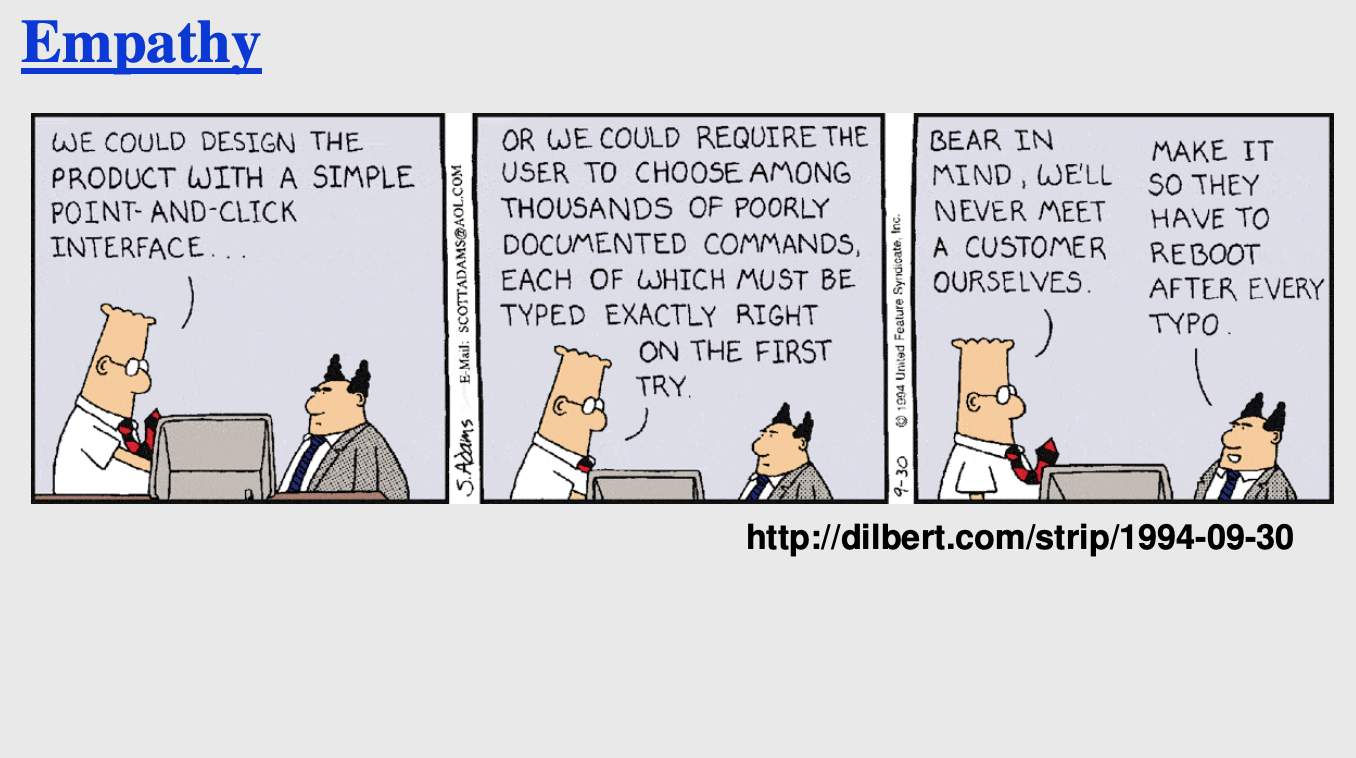 Empathy
WE COULD DESIGN THE
PRODUCT WITH A SIMPLE
POINT-AND-CLICK
INTERFACE...
S.Adams E-Mail: SCOTTADAMS@AOL.COM
OR WE COULD REQUIRE THE
USER TO CHOOSE AMONG
THOUSANDS OF POORLY
DOCUMENTED COMMANDS,
EACH OF WHICH MUST BE
TYPED EXACTLY RIGHT
ON THE FIRST
TRY.
9-30 © 1994 United Feature Syndicate, Inc.
BEAR IN
MIND, WE'LL
NEVER MEET
A CUSTOMER
OURSELVES.
MAKE IT
SO THEY
HAVE TO
REBOOT
AFTER EVERY
TYPO.
http://dilbert.com/strip/1994-09-30